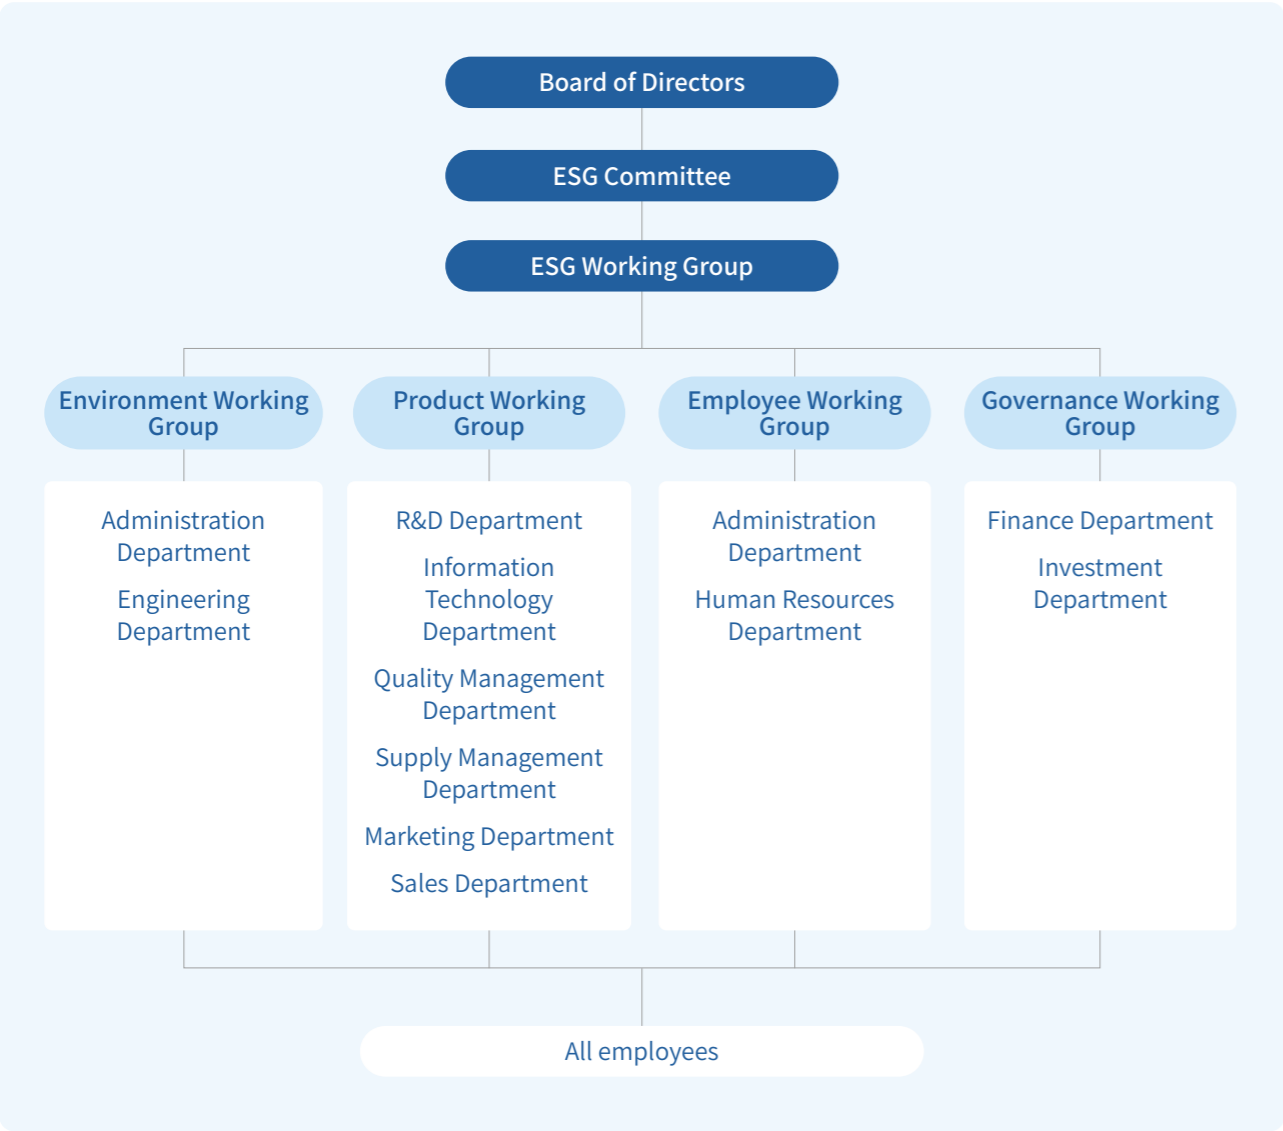 Board of Directors
ESG Committee
ESG Working Group
Environment Working
Group
Product Working
Group
Employee Working
Group
Governance Working
Group
Administration
Department
Engineering
Department
R&D Department
Information
Technology
Department
Quality Management
Department
Supply Management
Department
Marketing Department
Sales Department
Administration
Department
Human Resources
Department
Finance Department
Investment
Department
All employees